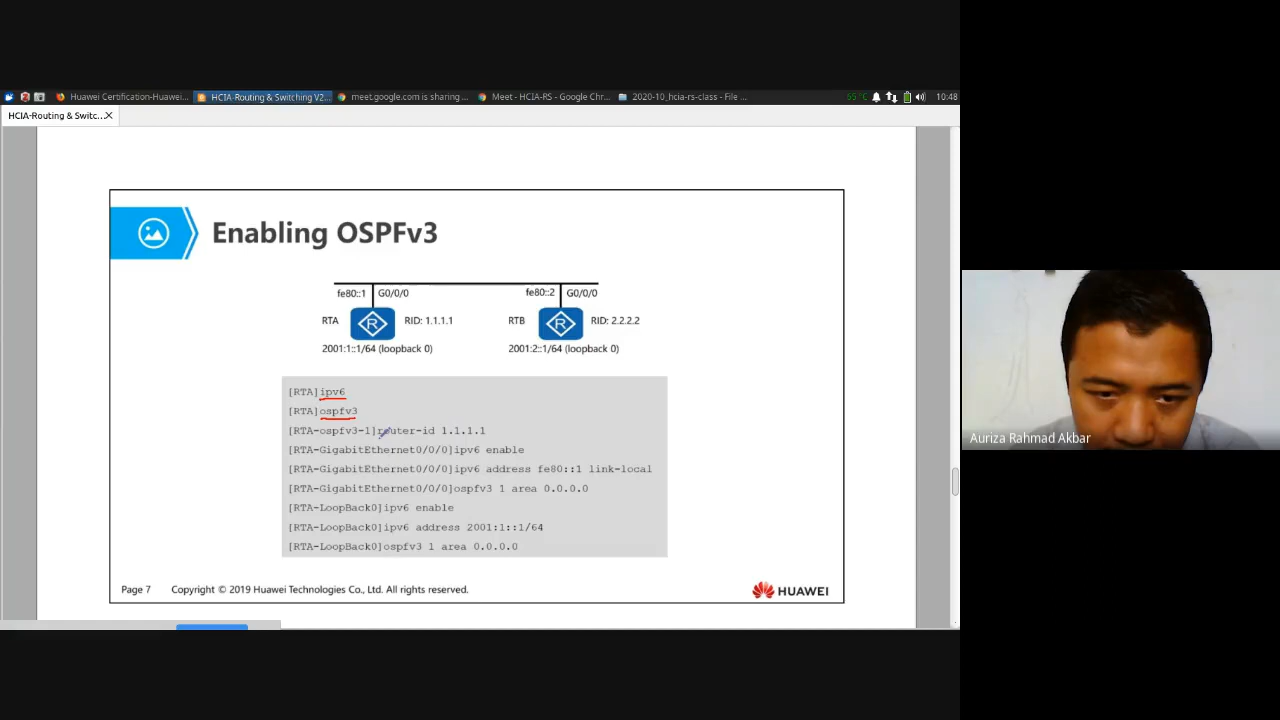 Huawei Certification-Huawei... HCIA-Routing & Switching V2... meet.google.com is sharing ... Meet - HCIA-RS - Google Chr... 2020-10_hcia-rs-class - File ... 65°C 10:48
HCIA-Routing & Switc...
Enabling OSPFv3
fe80::1 G0/0/0 fe80::2 G0/0/0
RTA R RID: 1.1.1.1 RTB R RID: 2.2.2.2
2001:1::1/64 (loopback 0) 2001:2::1/64 (loopback 0)
[RTA]ipv6
[RTA]ospfv3
[RTA-ospfv3-1]router-id 1.1.1.1
[RTA-GigabitEthernet0/0/0]ipv6 enable
[RTA-GigabitEthernet0/0/0]ipv6 address fe80::1 link-local
[RTA-GigabitEthernet0/0/0]ospfv3 1 area 0.0.0.0
[RTA-LoopBack0]ipv6 enable
[RTA-LoopBack0]ipv6 address 2001:1::1/64
[RTA-LoopBack0]ospfv3 1 area 0.0.0.0
Page 7 Copyright © 2019 Huawei Technologies Co., Ltd. All rights reserved. HUAWEI
Auriza Rahmad Akbar